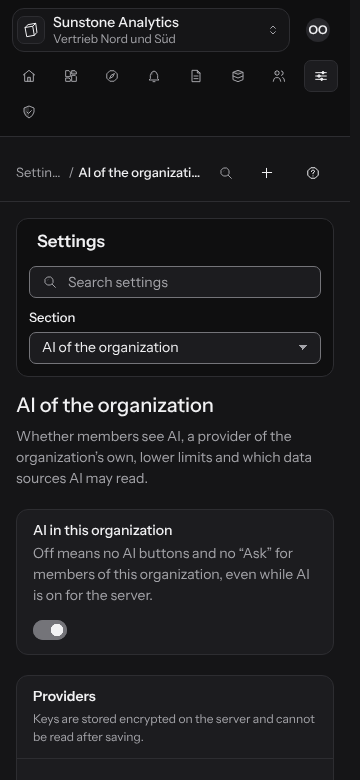 Sunstone Analytics
Vertrieb Nord und Süd
OO
Settin... / AI of the organizati...
Settings
Search settings
Section
AI of the organization
AI of the organization
Whether members see AI, a provider of the
organization's own, lower limits and which data
sources AI may read.
AI in this organization
Off means no AI buttons and no “Ask” for
members of this organization, even while AI
is on for the server.
Providers
Keys are stored encrypted on the server and cannot
be read after saving.